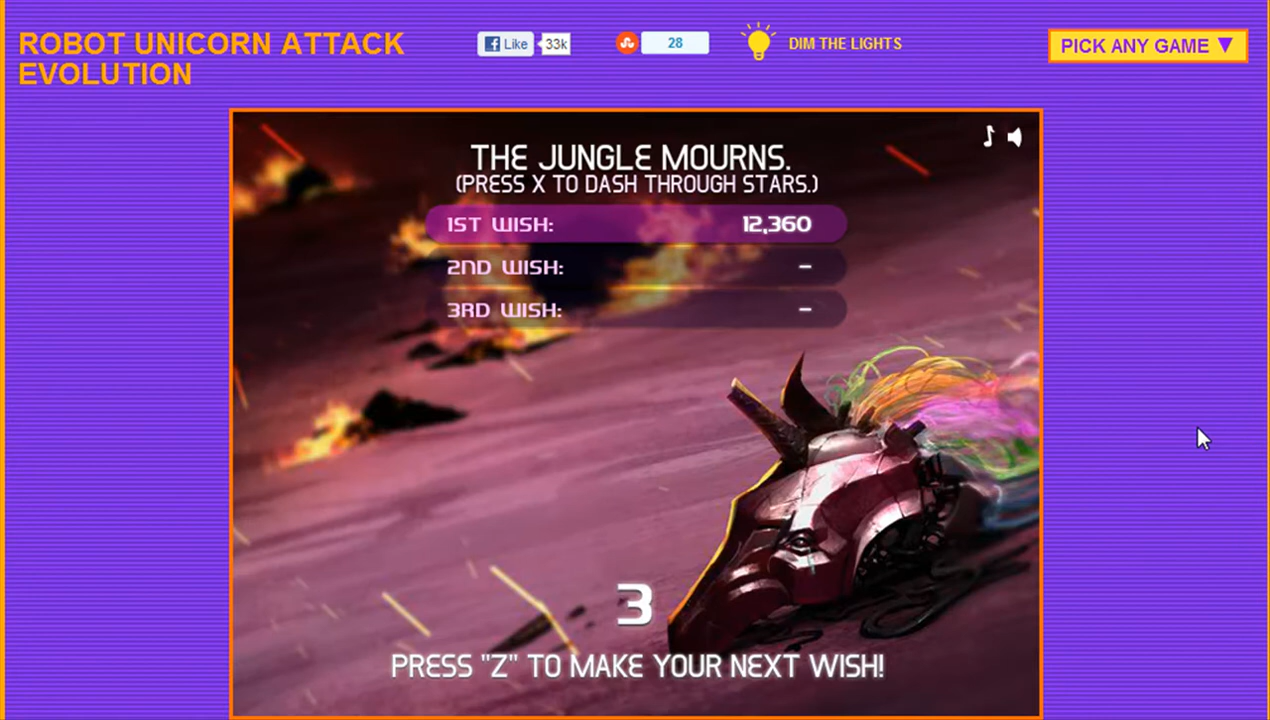 ROBOT UNICORN ATTACK
EVOLUTION
Like 33k
28
DIM THE LIGHTS
PICK ANY GAME ▼
THE JUNGLE MOURNS.
(PRESS X TO DASH THROUGH STARS.)
1ST WISH: 12,360
2ND WISH: –
3RD WISH: –
3
PRESS "Z" TO MAKE YOUR NEXT WISH!